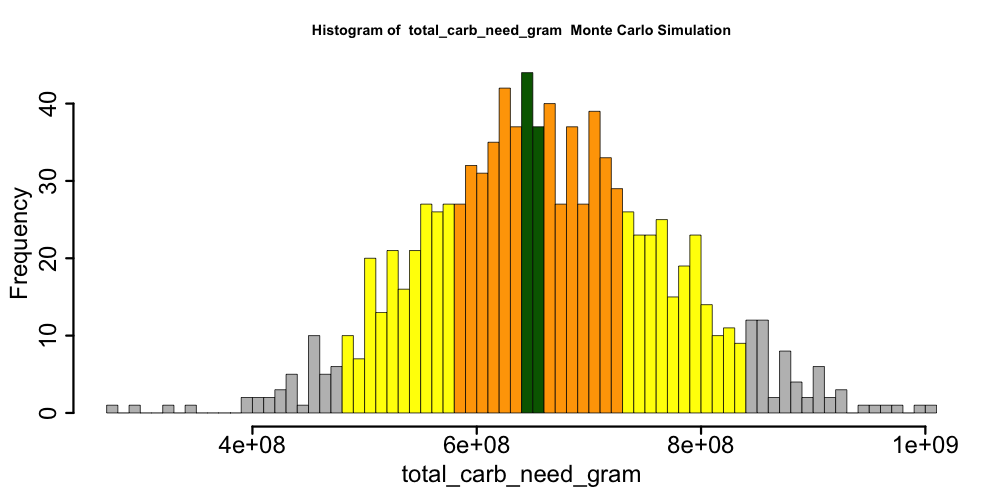 Histogram of total_carb_need_gram Monte Carlo Simulation
Frequency
40
30
20
10
0
4e+08 6e+08 8e+08 1e+09
total_carb_need_gram